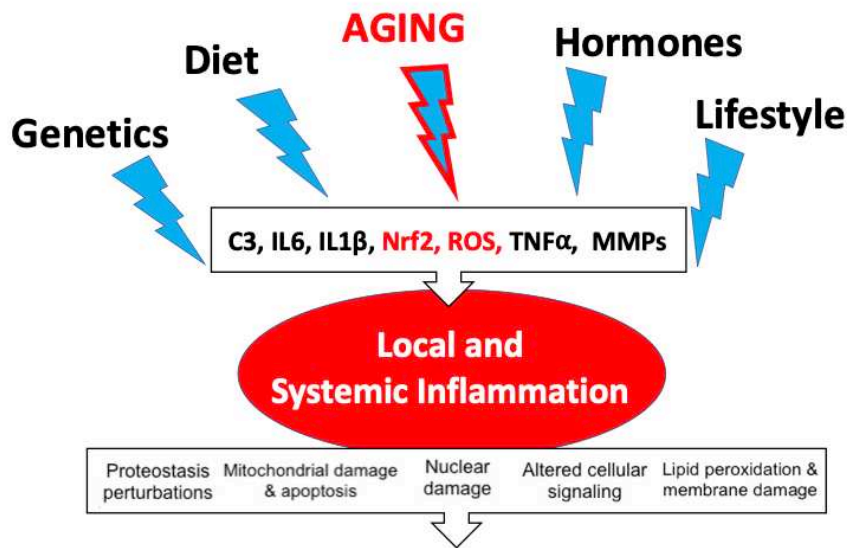 AGING
Diet
Hormones
Genetics
Lifestyle
C3, IL6, IL1β, Nrf2, ROS, TNFα, MMPs
Local and
Systemic Inflammation
Proteostasis
perturbations
Mitochondrial damage
& apoptosis
Nuclear
damage
Altered cellular
signaling
Lipid peroxidation &
membrane damage